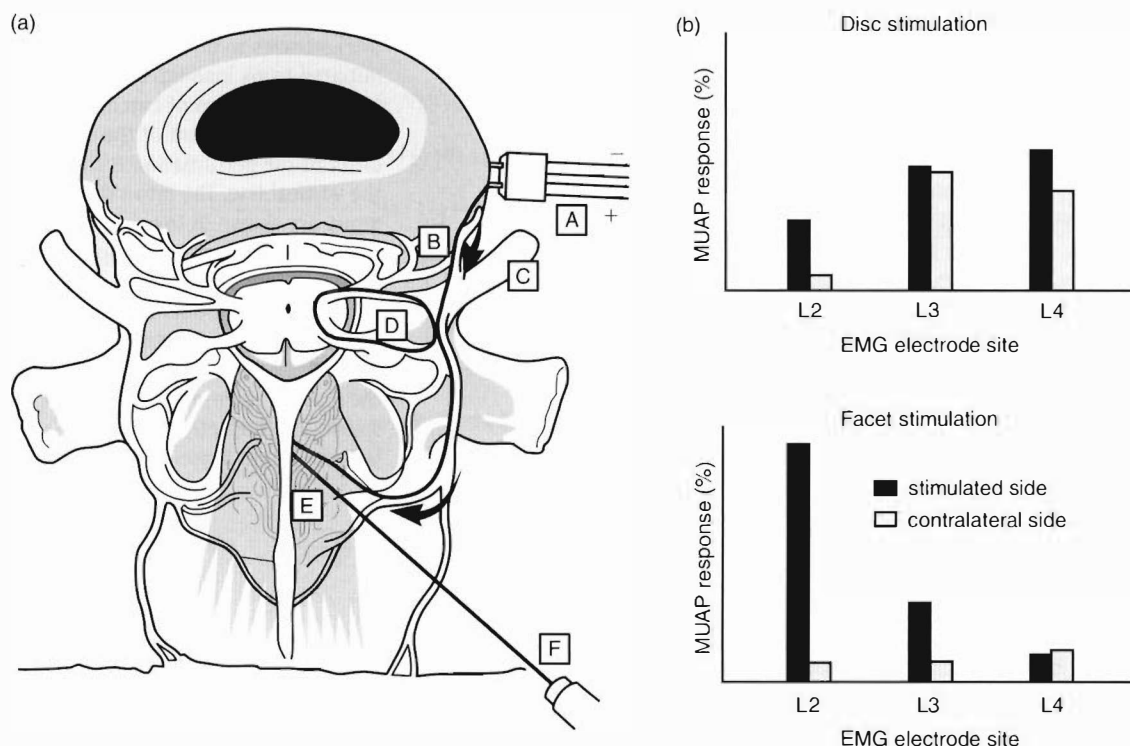 (a)
−
A
+
B
C
D
E
F
(b)
Disc stimulation
MUAP response (%)
L2 L3 L4
EMG electrode site
Facet stimulation
MUAP response (%)
stimulated side
contralateral side
L2 L3 L4
EMG electrode site